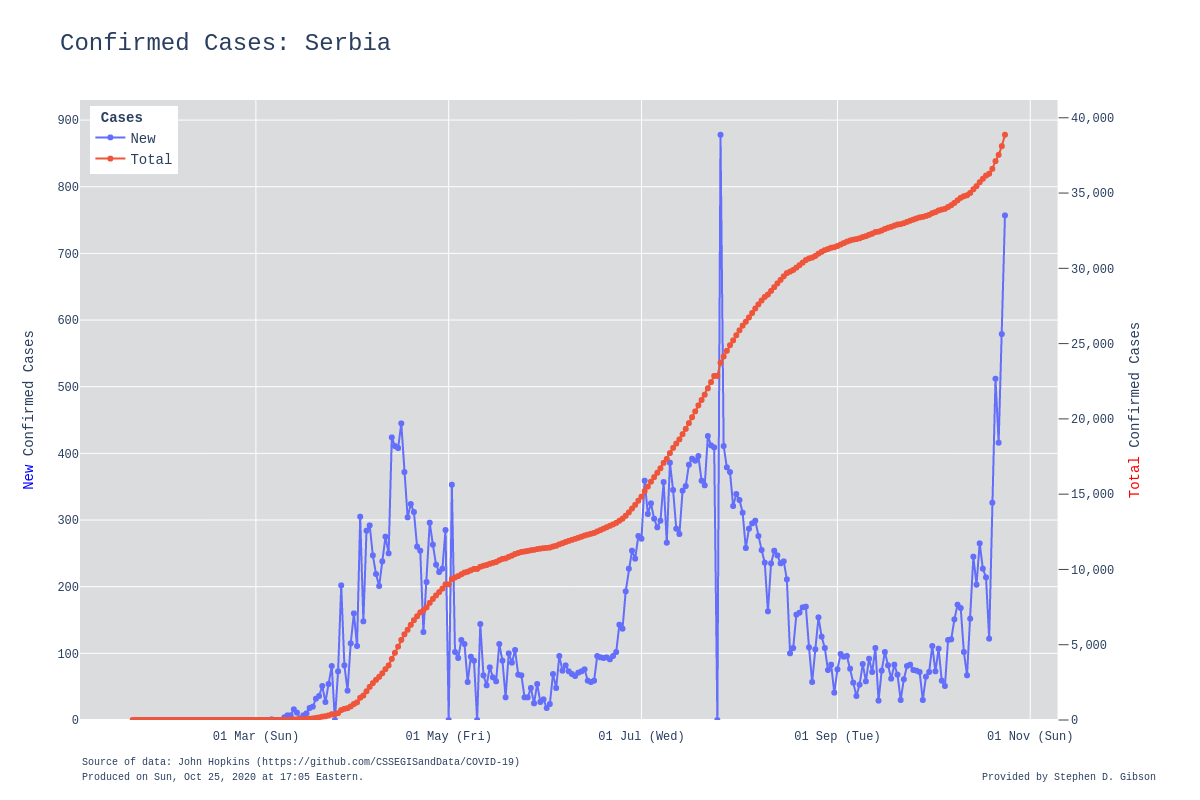 Confirmed Cases: Serbia
Cases
New
Total
900
800
700
600
500
400
300
200
100
0
New Confirmed Cases
40,000
35,000
30,000
25,000
20,000
15,000
10,000
5,000
0
Total Confirmed Cases
01 Mar (Sun)
01 May (Fri)
01 Jul (Wed)
01 Sep (Tue)
01 Nov (Sun)
Source of data: John Hopkins (https://github.com/CSSEGISandData/COVID-19)
Produced on Sun, Oct 25, 2020 at 17:05 Eastern.
Provided by Stephen D. Gibson